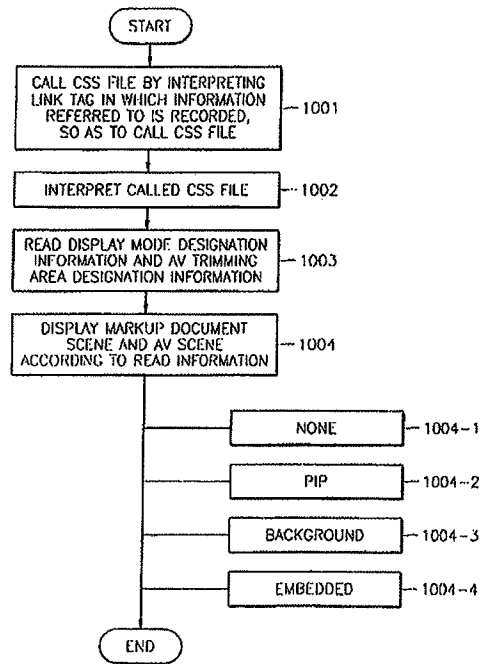 START
CALL CSS FILE BY INTERPRETING
LINK TAG IN WHICH INFORMATION
REFERRED TO IS RECORDED,
SO AS TO CALL CSS FILE
1001
INTERPRET CALLED CSS FILE
1002
READ DISPLAY MODE DESIGNATION
INFORMATION AND AV TRIMMING
AREA DESIGNATION INFORMATION
1003
DISPLAY MARKUP DOCUMENT
SCENE AND AV SCENE
ACCORDING TO READ INFORMATION
1004
NONE
1004-1
PIP
1004-2
BACKGROUND
1004-3
EMBEDDED
1004-4
END